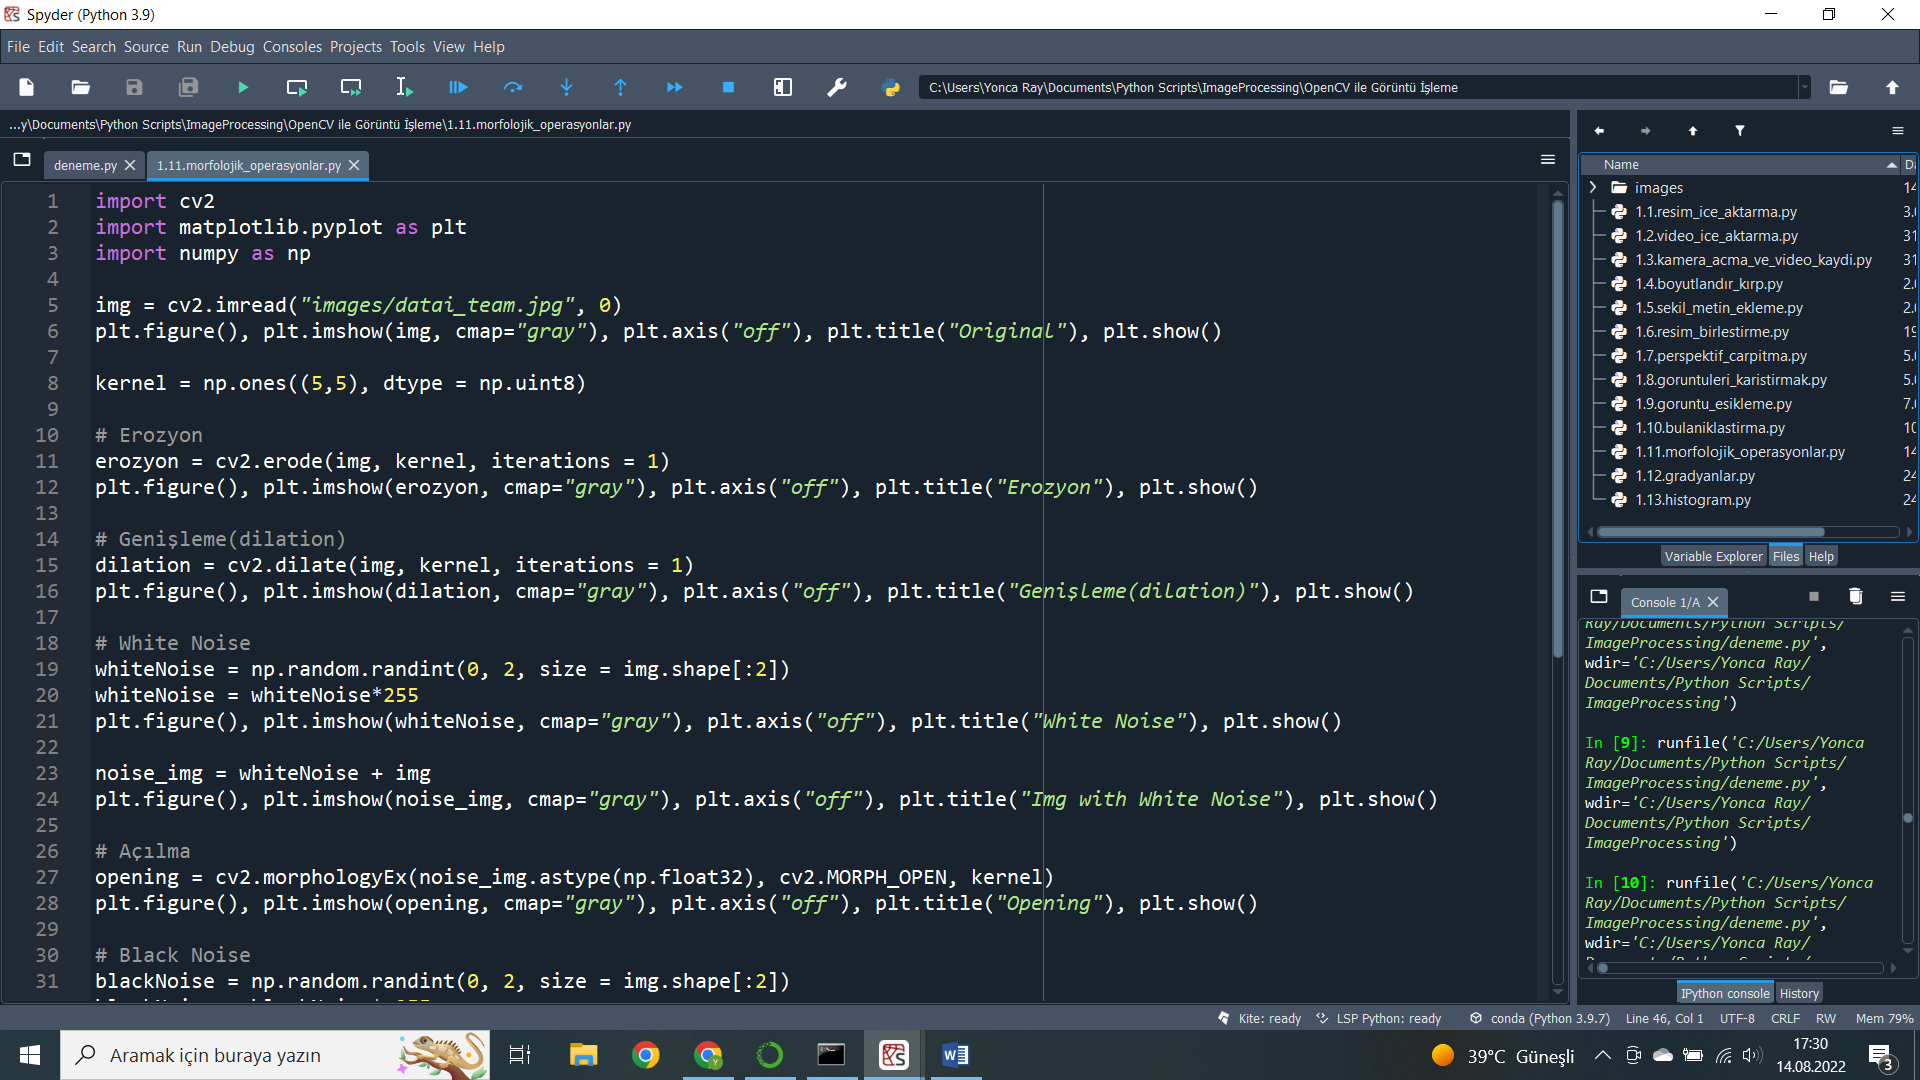 Spyder (Python 3.9)
File Edit Search Source Run Debug Consoles Projects Tools View Help
C:\Users\Yonca Ray\Documents\Python Scripts\ImageProcessing\OpenCV ile Görüntü İşleme
...y\Documents\Python Scripts\ImageProcessing\OpenCV ile Görüntü İşleme\1.11.morfolojik_operasyonlar.py
deneme.py 1.11.morfolojik_operasyonlar.py
1 import cv2
2 import matplotlib.pyplot as plt
3 import numpy as np
4
5 img = cv2.imread("images/datai_team.jpg", 0)
6 plt.figure(), plt.imshow(img, cmap="gray"), plt.axis("off"), plt.title("Original"), plt.show()
7
8 kernel = np.ones((5,5), dtype = np.uint8)
9
10 # Erozyon
11 erozyon = cv2.erode(img, kernel, iterations = 1)
12 plt.figure(), plt.imshow(erozyon, cmap="gray"), plt.axis("off"), plt.title("Erozyon"), plt.show()
13
14 # Genişleme(dilation)
15 dilation = cv2.dilate(img, kernel, iterations = 1)
16 plt.figure(), plt.imshow(dilation, cmap="gray"), plt.axis("off"), plt.title("Genişleme(dilation)"), plt.show()
17
18 # White Noise
19 whiteNoise = np.random.randint(0, 2, size = img.shape[:2])
20 whiteNoise = whiteNoise*255
21 plt.figure(), plt.imshow(whiteNoise, cmap="gray"), plt.axis("off"), plt.title("White Noise"), plt.show()
22
23 noise_img = whiteNoise + img
24 plt.figure(), plt.imshow(noise_img, cmap="gray"), plt.axis("off"), plt.title("Img with White Noise"), plt.show()
25
26 # Açılma
27 opening = cv2.morphologyEx(noise_img.astype(np.float32), cv2.MORPH_OPEN, kernel)
28 plt.figure(), plt.imshow(opening, cmap="gray"), plt.axis("off"), plt.title("Opening"), plt.show()
29
30 # Black Noise
31 blackNoise = np.random.randint(0, 2, size = img.shape[:2])
Name
images 14
1.1.resim_ice_aktarma.py 3.
1.2.video_ice_aktarma.py 31
1.3.kamera_acma_ve_video_kaydi.py 31
1.4.boyutlandır_kırp.py 2.
1.5.sekil_metin_ekleme.py 2.
1.6.resim_birlestirme.py 19
1.7.perspektif_carpitma.py 5.
1.8.goruntuleri_karistirmak.py 5.
1.9.goruntu_esikleme.py 7.
1.10.bulaniklastirma.py 10
1.11.morfolojik_operasyonlar.py 14
1.12.gradyanlar.py 24
1.13.histogram.py 24
Variable Explorer Files Help
Console 1/A
Ray/Documents/Python Scripts/
ImageProcessing/deneme.py',
wdir='C:/Users/Yonca Ray/
Documents/Python Scripts/
ImageProcessing')
In [9]: runfile('C:/Users/Yonca
Ray/Documents/Python Scripts/
ImageProcessing/deneme.py',
wdir='C:/Users/Yonca Ray/
Documents/Python Scripts/
ImageProcessing')
In [10]: runfile('C:/Users/Yonca
Ray/Documents/Python Scripts/
ImageProcessing/deneme.py',
wdir='C:/Users/Yonca Ray/
IPython console History
Kite: ready LSP Python: ready conda (Python 3.9.7) Line 46, Col 1 UTF-8 CRLF RW Mem 79%
Aramak için buraya yazın
39°C Güneşli
17:30
14.08.2022
3